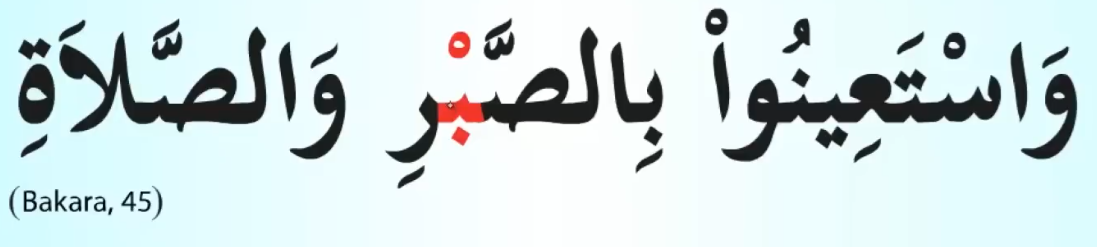 وَاسْتَعِينُواْ بِالصَّبْرِ وَالصَّلاَةِ
(Bakara, 45)